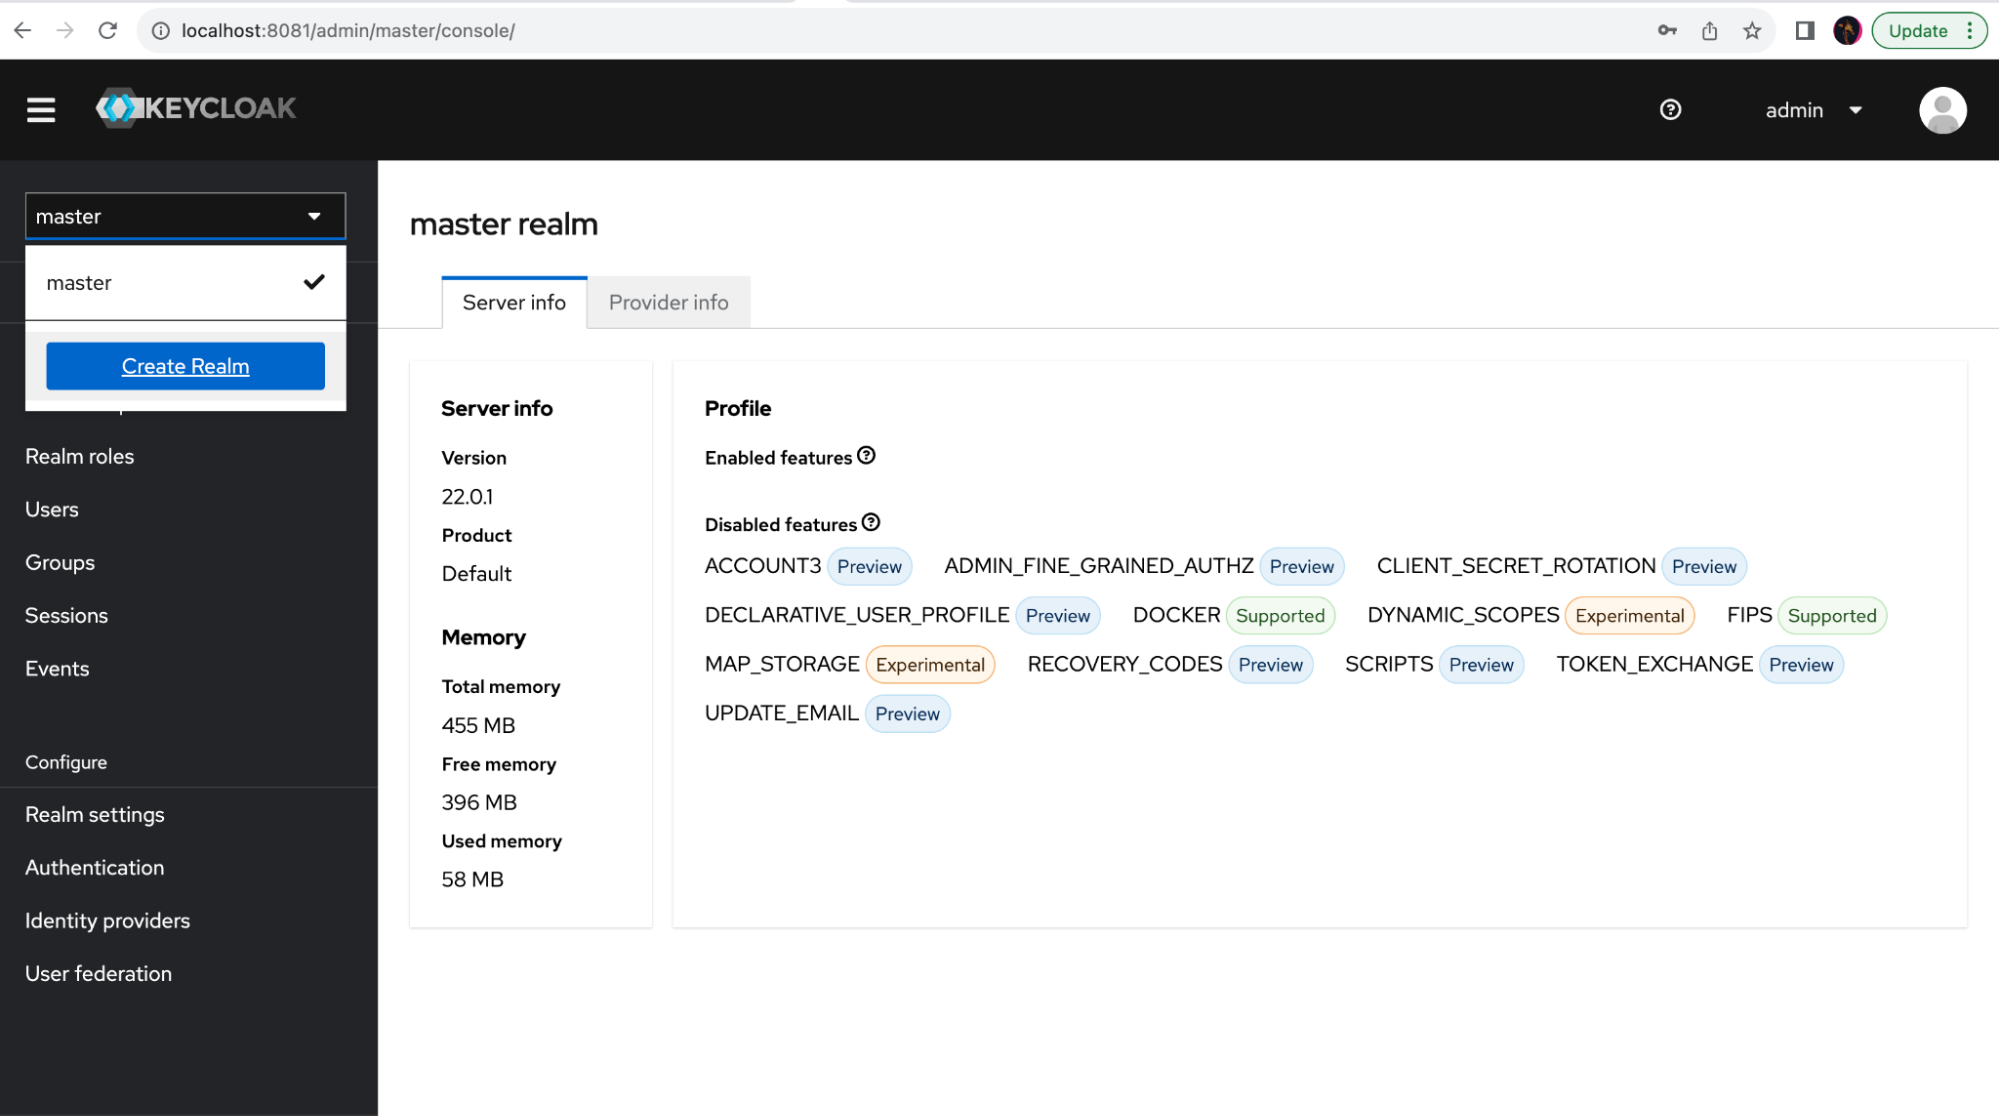 localhost:8081/admin/master/console/
Update
KEYCLOAK
admin
master
master
Create Realm
Realm roles
Users
Groups
Sessions
Events
Configure
Realm settings
Authentication
Identity providers
User federation
master realm
Server info
Provider info
Server info
Version
22.0.1
Product
Default
Memory
Total memory
455 MB
Free memory
396 MB
Used memory
58 MB
Profile
Enabled features
Disabled features
ACCOUNT3 Preview ADMIN_FINE_GRAINED_AUTHZ Preview CLIENT_SECRET_ROTATION Preview
DECLARATIVE_USER_PROFILE Preview DOCKER Supported DYNAMIC_SCOPES Experimental FIPS Supported
MAP_STORAGE Experimental RECOVERY_CODES Preview SCRIPTS Preview TOKEN_EXCHANGE Preview
UPDATE_EMAIL Preview